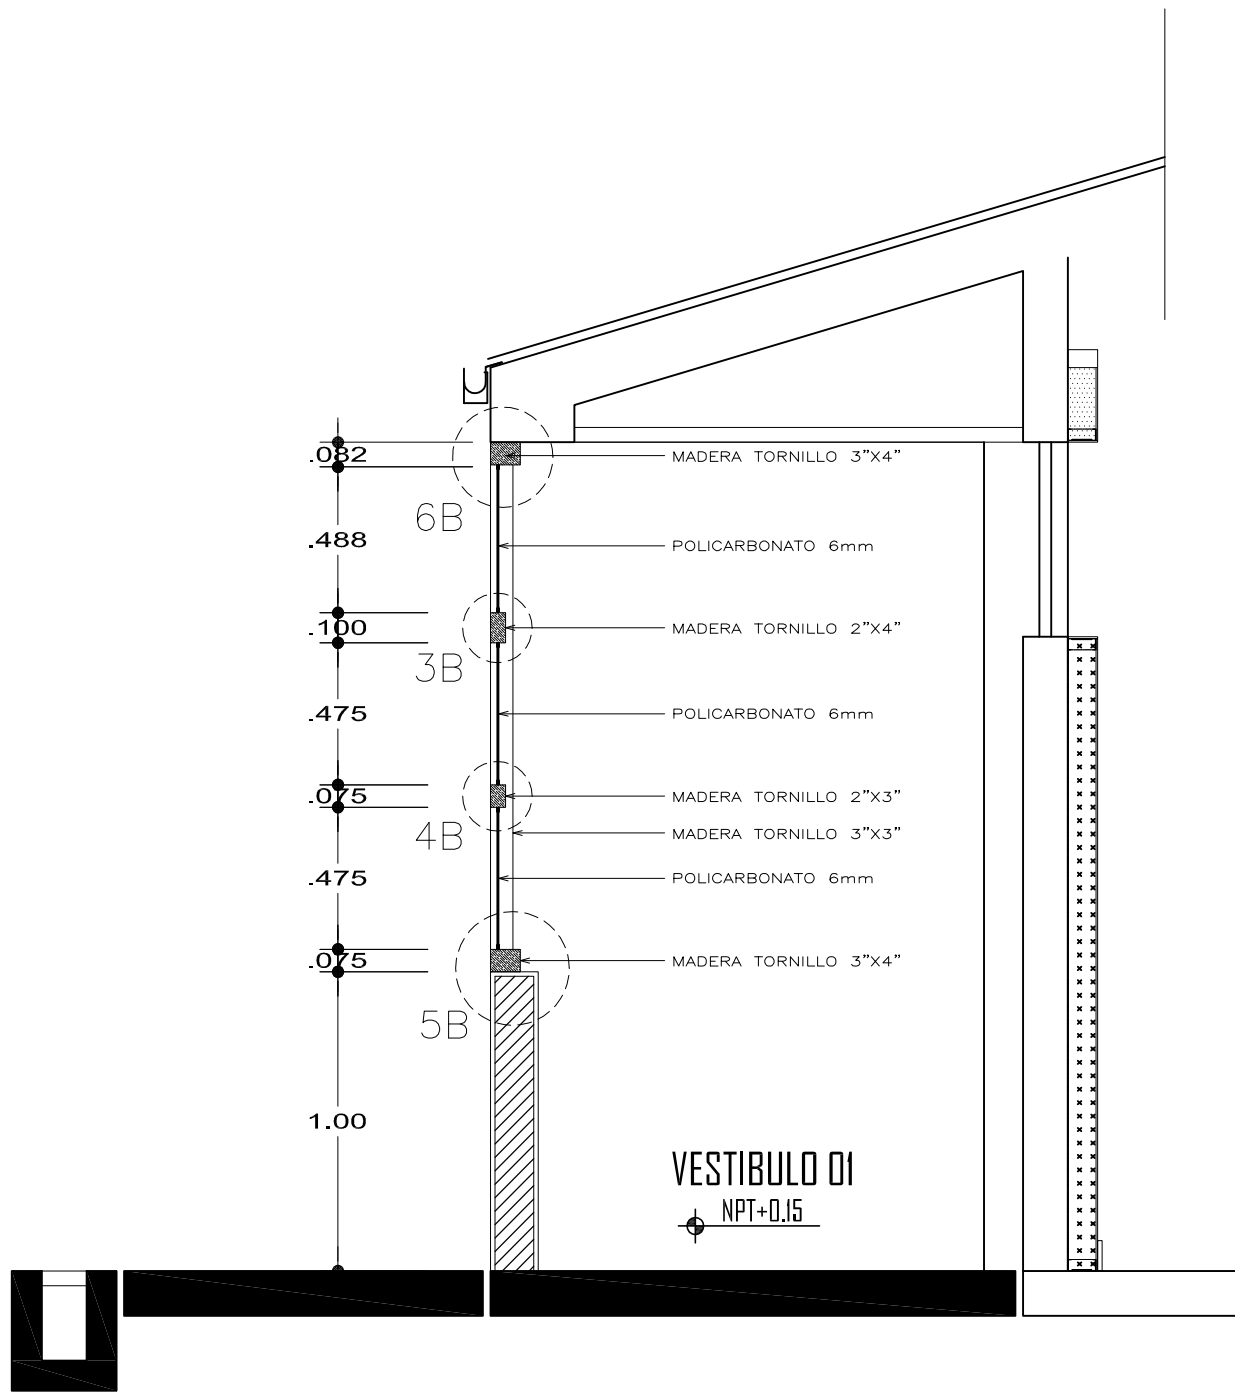 .082
MADERA TORNILLO 3"X4"
6B
.488
POLICARBONATO 6mm
.100
MADERA TORNILLO 2"X4"
3B
.475
POLICARBONATO 6mm
.075
MADERA TORNILLO 2"X3"
4B
MADERA TORNILLO 3"X3"
.475
POLICARBONATO 6mm
.075
MADERA TORNILLO 3"X4"
5B
1.00
VESTIBULO 01
NPT+0.15